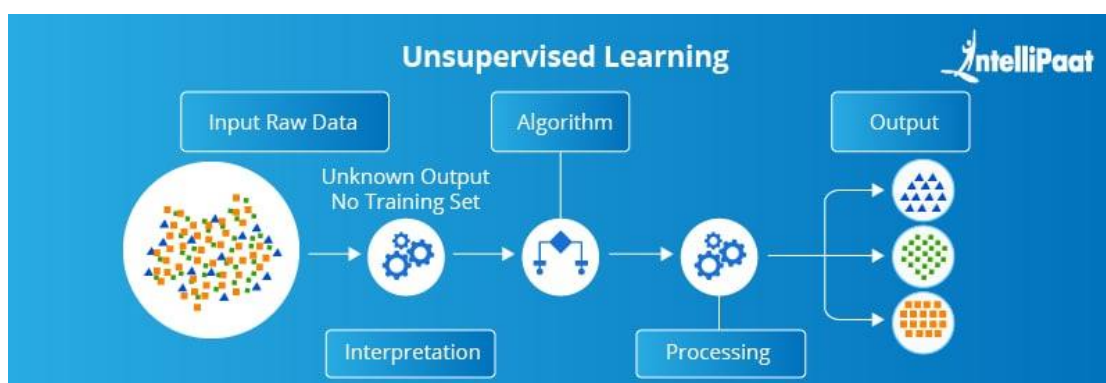 Unsupervised Learning
IntelliPaat
Input Raw Data
Algorithm
Output
Unknown Output
No Training Set
Interpretation
Processing